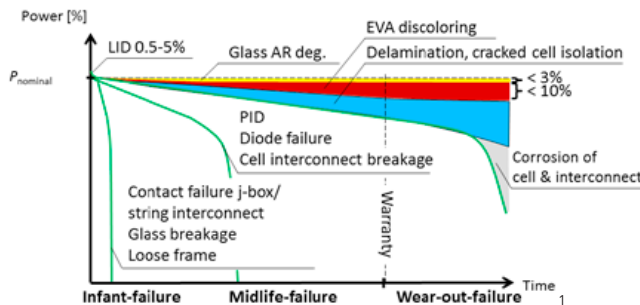 Power [%]
LID 0.5-5%
EVA discoloring
Glass AR deg.
Delamination, cracked cell isolation
Pnominal
< 3%
< 10%
PID
Diode failure
Cell interconnect breakage
Corrosion of
cell & interconnect
Contact failure j-box/
string interconnect
Glass breakage
Loose frame
Warranty
Time
1
Infant-failure
Midlife-failure
Wear-out-failure